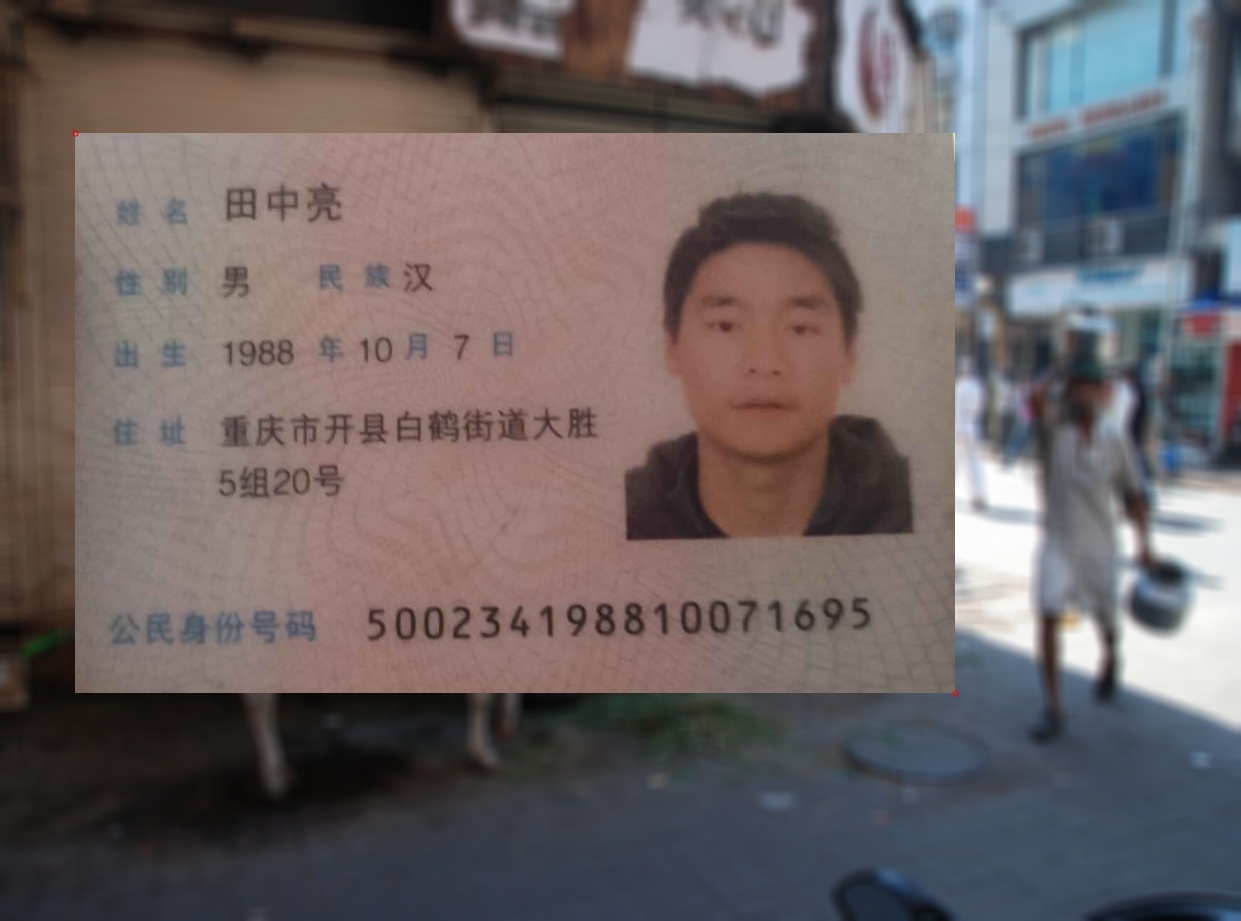 姓名 田中亮
性别 男 民族 汉
出生 1988 年 10 月 7 日
住址 重庆市开县白鹤街道大胜
5组20号
公民身份号码 500234198810071695